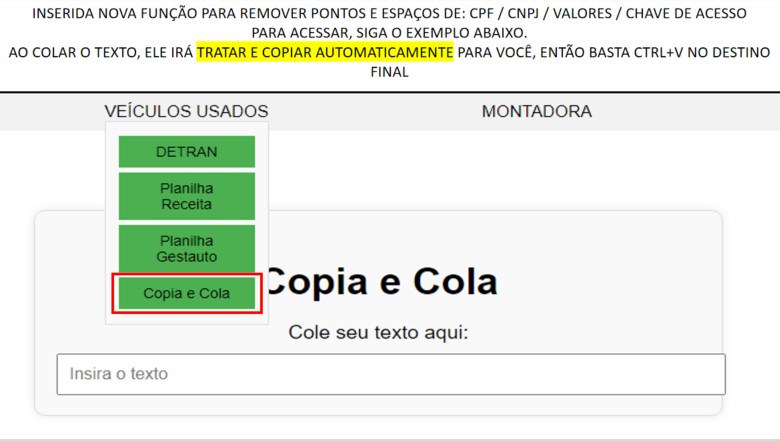 INSERIDA NOVA FUNÇÃO PARA REMOVER PONTOS E ESPAÇOS DE: CPF / CNPJ / VALORES / CHAVE DE ACESSO
PARA ACESSAR, SIGA O EXEMPLO ABAIXO.
AO COLAR O TEXTO, ELE IRÁ TRATAR E COPIAR AUTOMATICAMENTE PARA VOCÊ, ENTÃO BASTA CTRL+V NO DESTINO
FINAL
VEÍCULOS USADOS
MONTADORA
DETRAN
Planilha
Receita
Planilha
Gestauto
Copia e Cola
Copia e Cola
Cole seu texto aqui:
Insira o texto